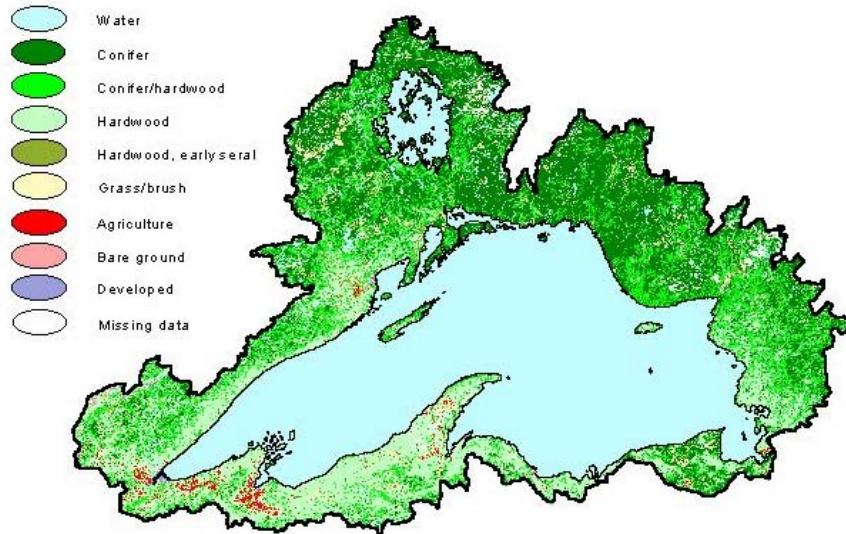 Water
Conifer
Conifer/hardwood
Hardwood
Hardwood, early seral
Grass/brush
Agriculture
Bare ground
Developed
Missing data